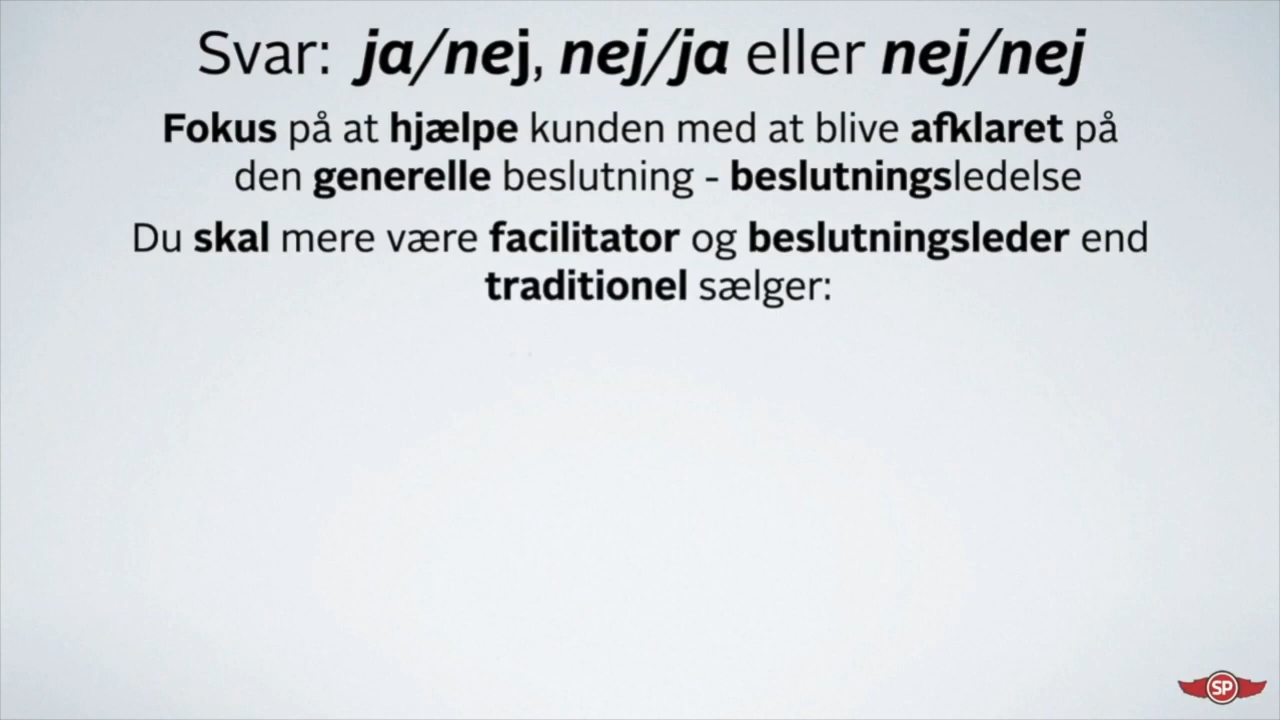 Svar: ja/nej, nej/ja eller nej/nej
Fokus på at hjælpe kunden med at blive afklaret på
den generelle beslutning - beslutningsledelse
Du skal mere være facilitator og beslutningsleder end
traditionel sælger:
SP